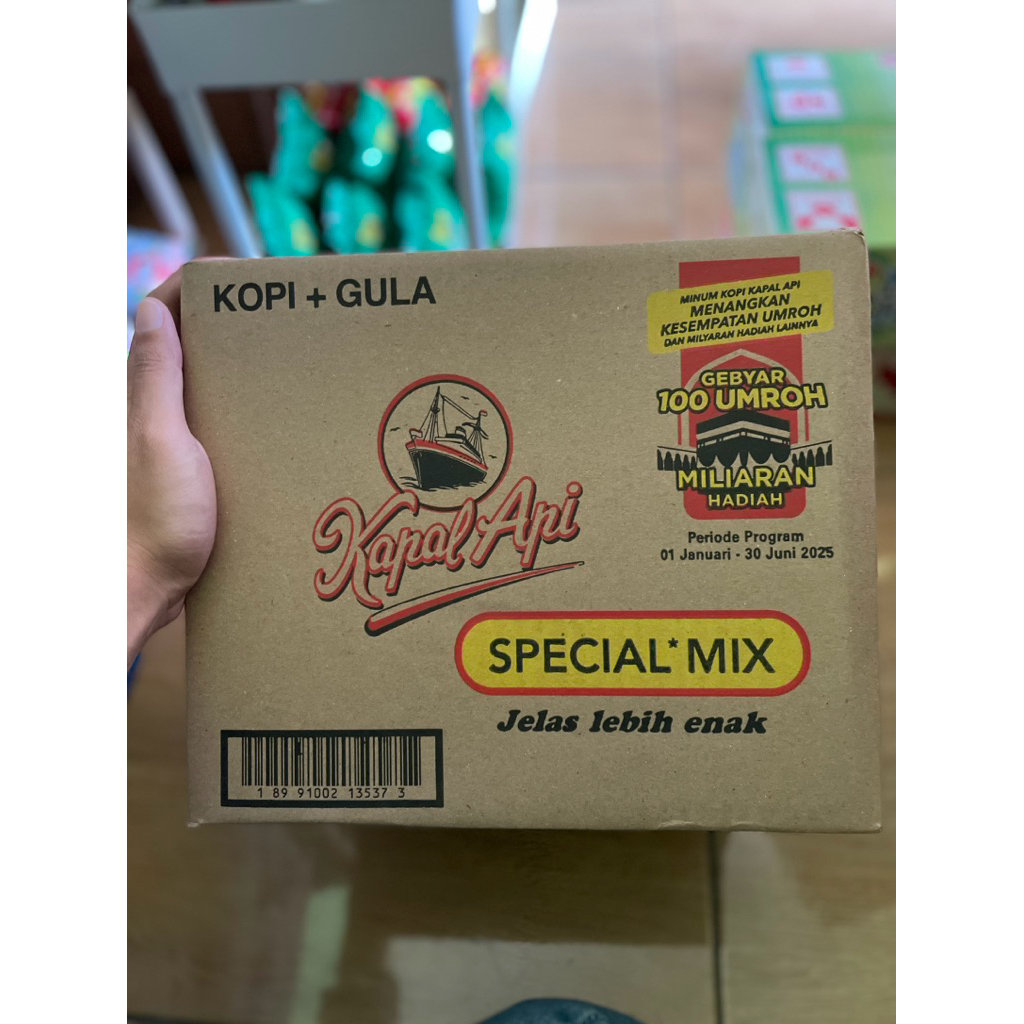 KOPI + GULA
MINUM KOPI KAPAL API
MENANGKAN
KESEMPATAN UMROH
DAN MILYARAN HADIAH LAINNYA
GEBYAR
100 UMROH
MILIARAN
HADIAH
Periode Program
01 Januari - 30 Juni 2025
Kapal Api
SPECIAL* MIX
Jelas lebih enak
1 89 91002 13537 3